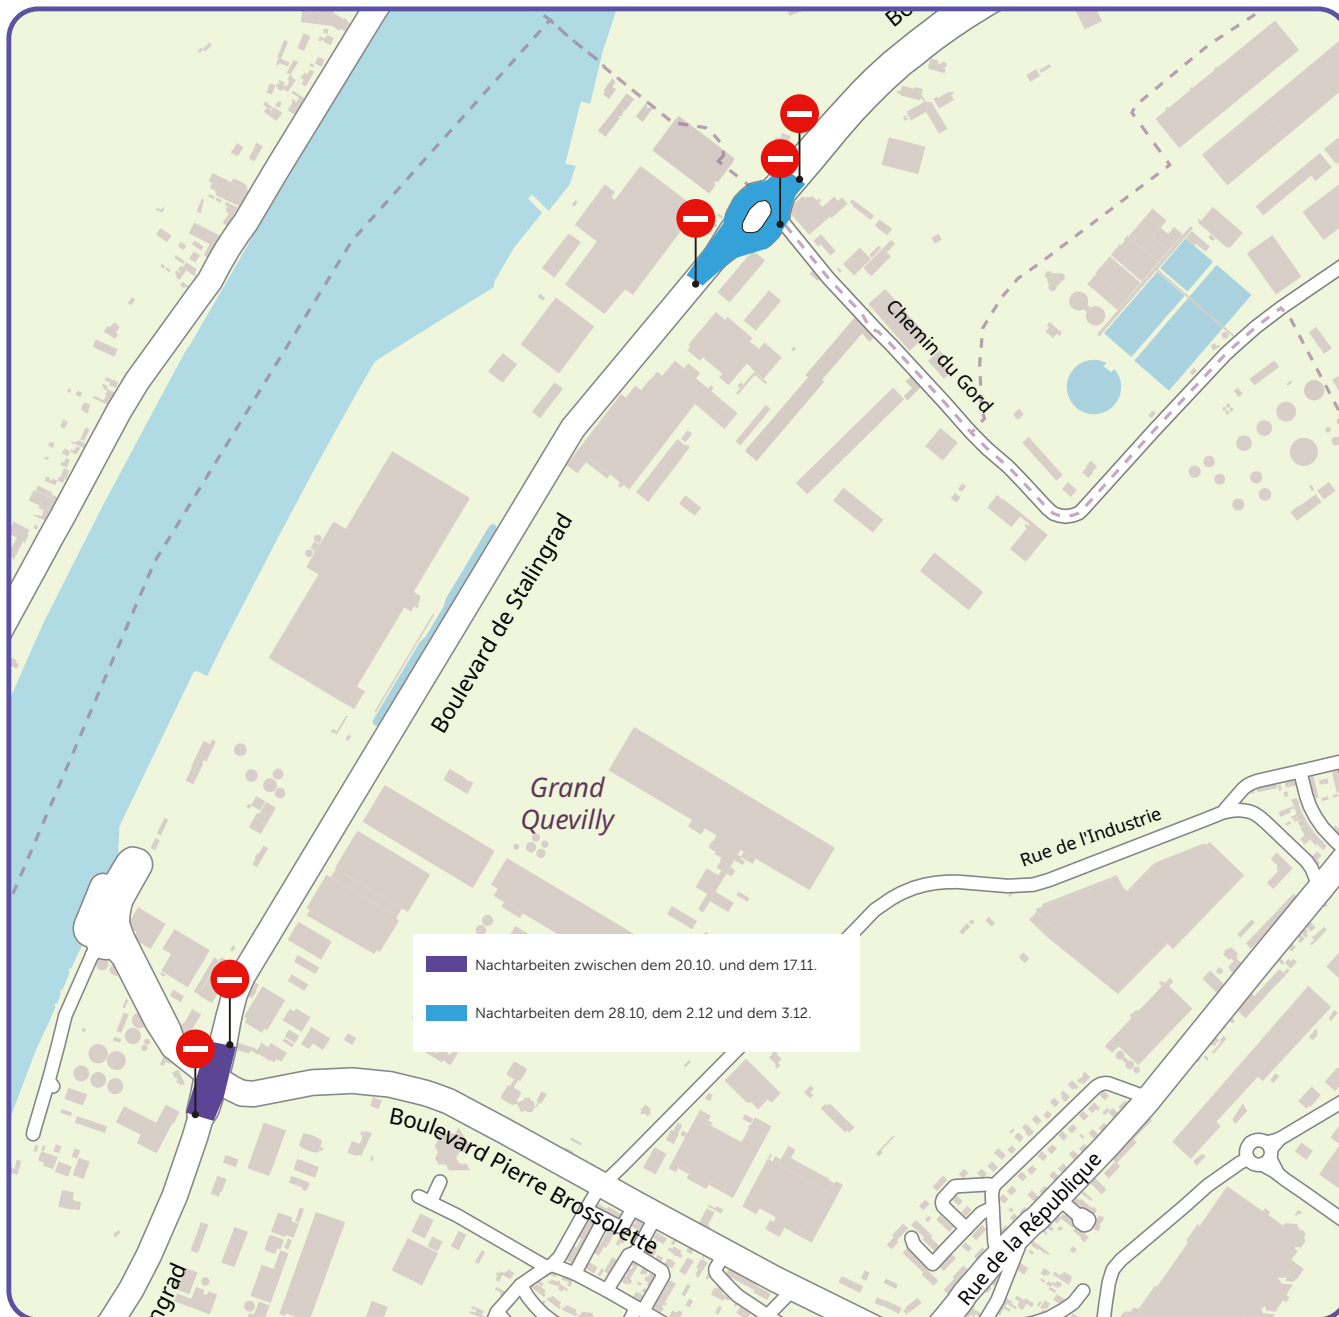 Chemin du Gord
Boulevard de Stalingrad
Grand
Quevilly
Rue de l'Industrie
Nachtarbeiten zwischen dem 20.10. und dem 17.11.
Nachtarbeiten dem 28.10, dem 2.12 und dem 3.12.
Boulevard Pierre Brossolette
Rue de la République